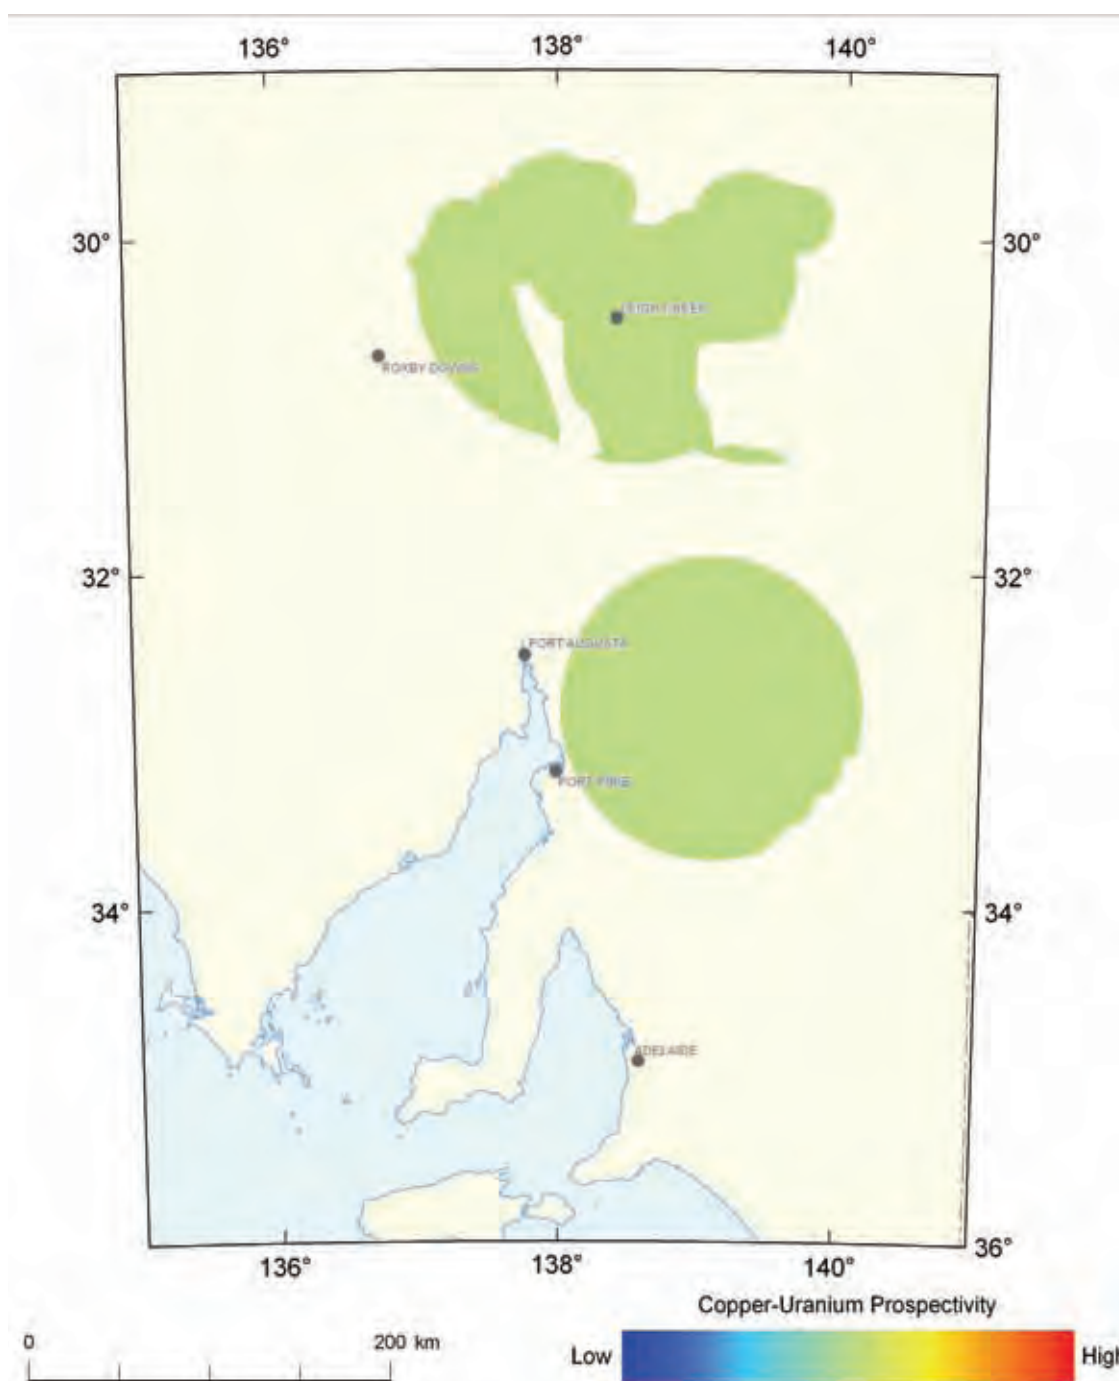 136° 138° 140°
30° 30°
LEIGH CREEK
ROXBY DOWNS
32° 32°
PORT AUGUSTA
PORT PIRIE
34° 34°
ADELAIDE
36°
136° 138° 140°
Copper-Uranium Prospectivity
0 200 km
Low High